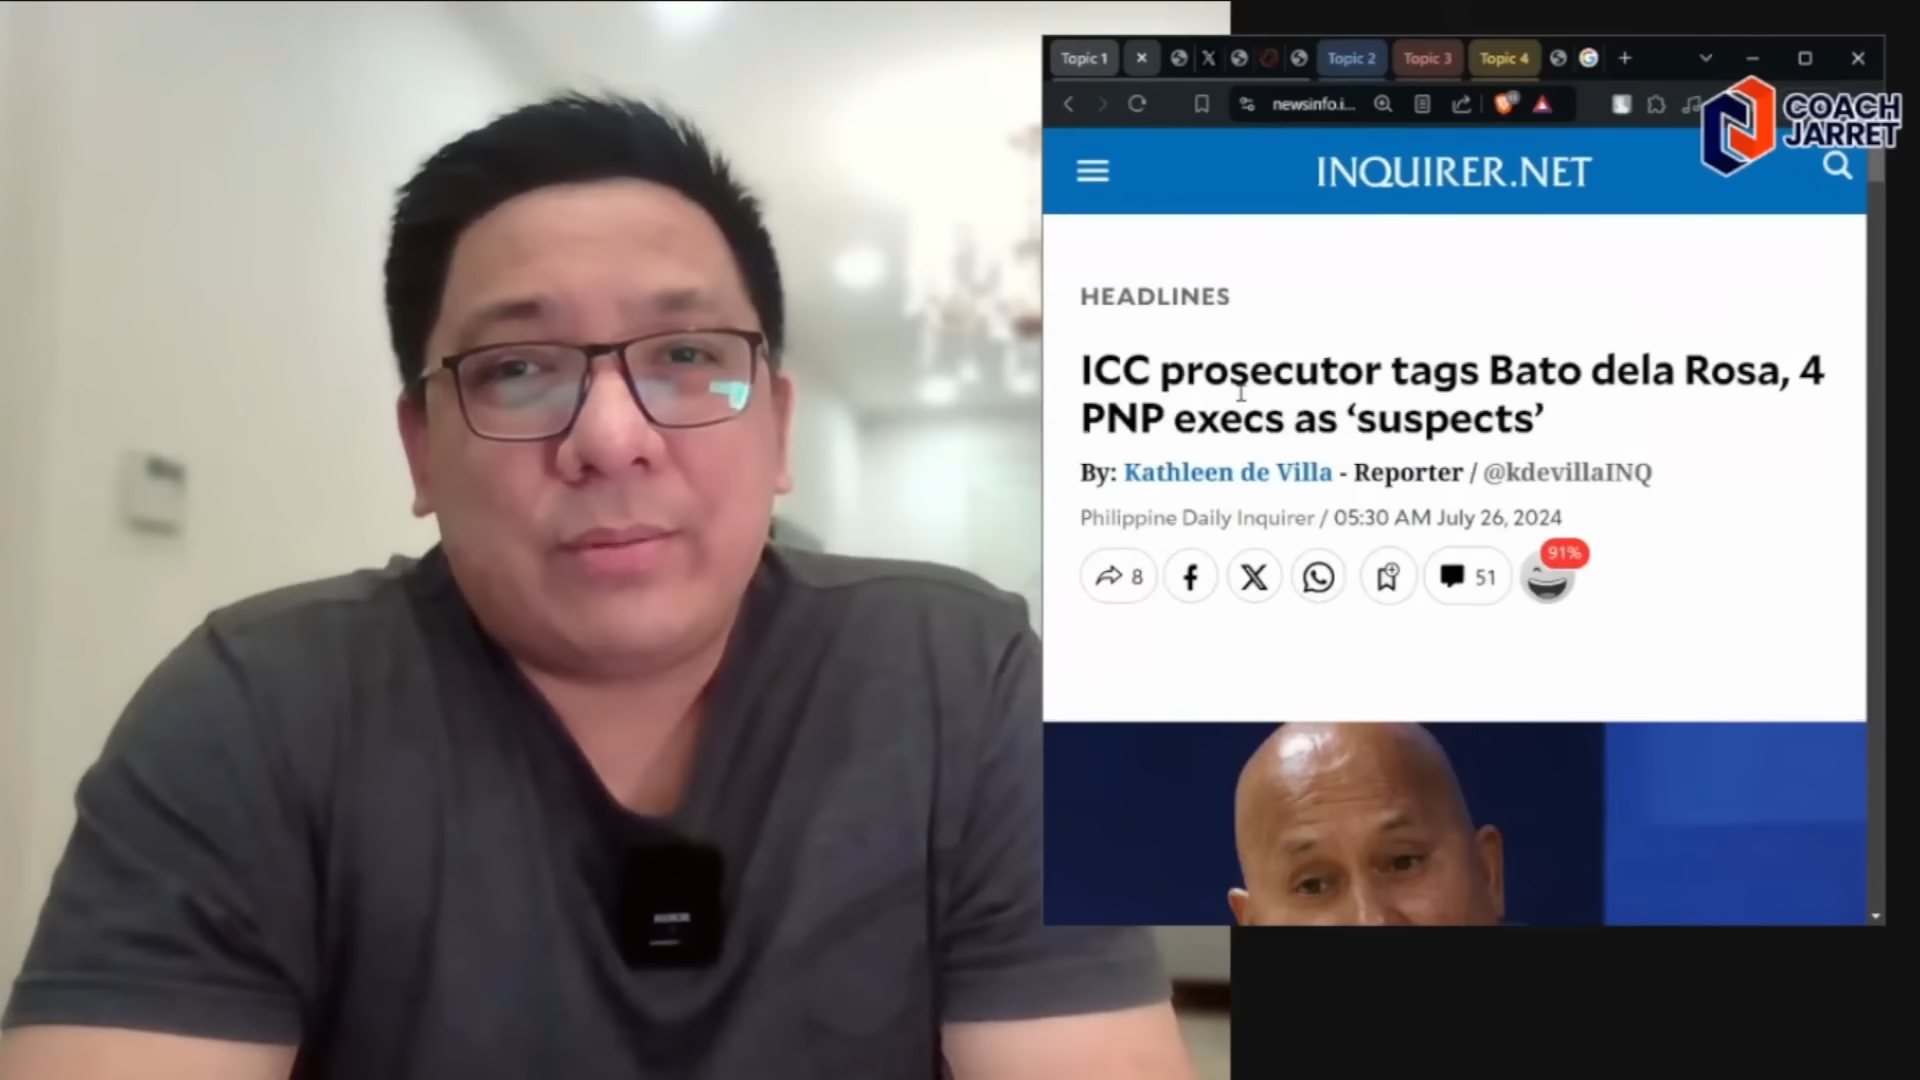 Topic 1
Topic 2
Topic 3
Topic 4
newsinfo.i...
COACH
JARRET
INQUIRER.NET
HEADLINES
ICC prosecutor tags Bato dela Rosa, 4
PNP execs as ‘suspects’
By: Kathleen de Villa - Reporter / @kdevillaINQ
Philippine Daily Inquirer / 05:30 AM July 26, 2024
8
51
91%